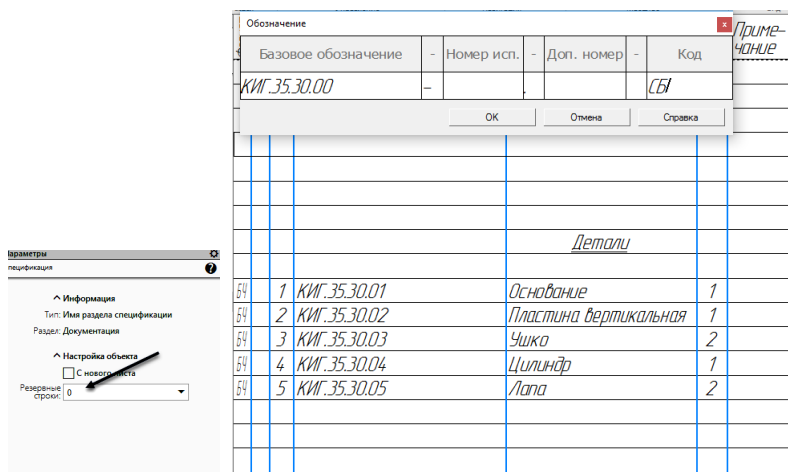 Обозначение
Приме-
чание
Базовое обозначение - Номер исп. - Доп. номер - Код
КИГ.35.30.00 – . СБ
ОК Отмена Справка
Детали
БЧ 1 КИГ.35.30.01 Основание 1
БЧ 2 КИГ.35.30.02 Пластина вертикальная 1
БЧ 3 КИГ.35.30.03 Ушко 2
БЧ 4 КИГ.35.30.04 Цилиндр 1
БЧ 5 КИГ.35.30.05 Лапа 2
араметры
пецификация
Информация
Тип: Имя раздела спецификации
Раздел: Документация
Настройка объекта
С нового листа
Резервные
строки: 0